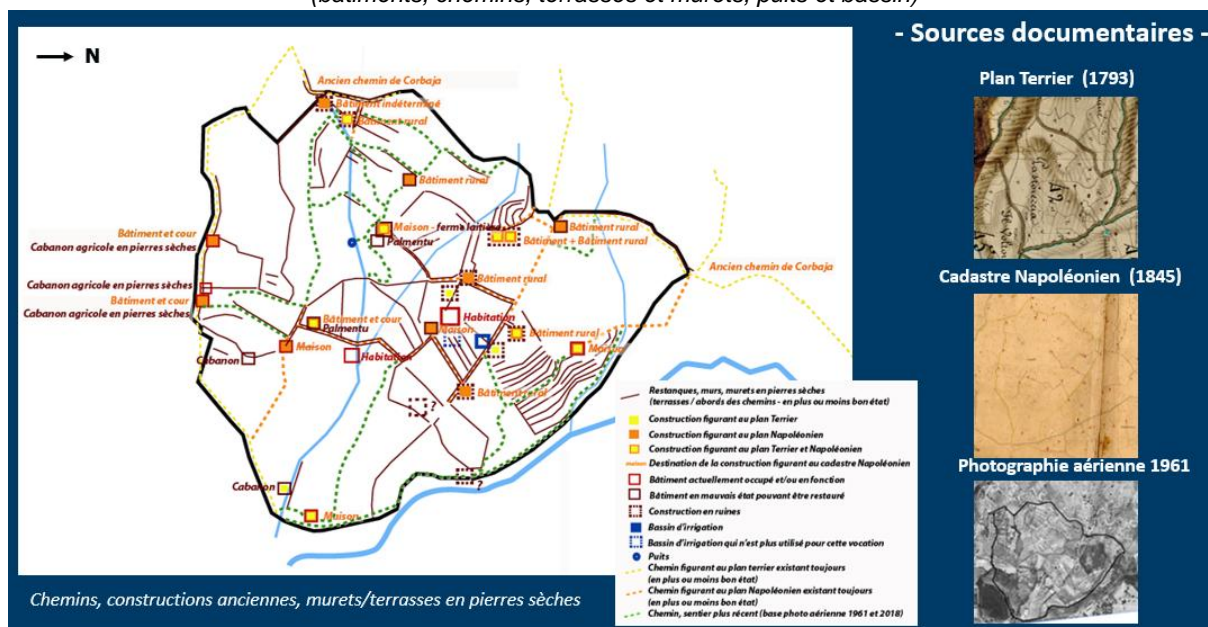 (bâtiments, chemins, terrasses et murets, puits et bassin)
- Sources documentaires -
N
Ancien chemin de Corbaja
Bâtiment indéterminé
Bâtiment rural
Bâtiment rural
Maison - ferme laitière
Palmentu
Bâtiment rural
Bâtiment + Bâtiment rural
Bâtiment et cour
Cabanon agricole en pierres sèches
Ancien chemin de Corbaja
Cabanon agricole en pierres sèches
Bâtiment et cour
Cabanon agricole en pierres sèches
Bâtiment rural
Habitation
Bâtiment et cour
Palmentu
Maison
Bâtiment rural -
Maison
Habitation
Cabanon
Bâtiment rural
?
Cabanon
Maison
?
Restanques, murs, murets en pierres sèches
(terrasses / abords des chemins - en plus ou moins bon état)
Construction figurant au plan Terrier
Construction figurant au plan Napoléonien
Construction figurant au plan Terrier et Napoléonien
maison Destination de la construction figurant au cadastre Napoléonien
Bâtiment actuellement occupé et/ou en fonction
Bâtiment en mauvais état pouvant être restauré
Construction en ruines
Bassin d'irrigation
Bassin d'irrigation qui n'est plus utilisé pour cette vocation
Puits
Chemin figurant au plan terrier existant toujours
(en plus ou moins bon état)
Chemin figurant au plan Napoléonien existant toujours
(en plus ou moins bon état)
Chemin, sentier plus récent (base photo aérienne 1961 et 2018)
Plan Terrier (1793)
Cadastre Napoléonien (1845)
Photographie aérienne 1961
Chemins, constructions anciennes, murets/terrasses en pierres sèches